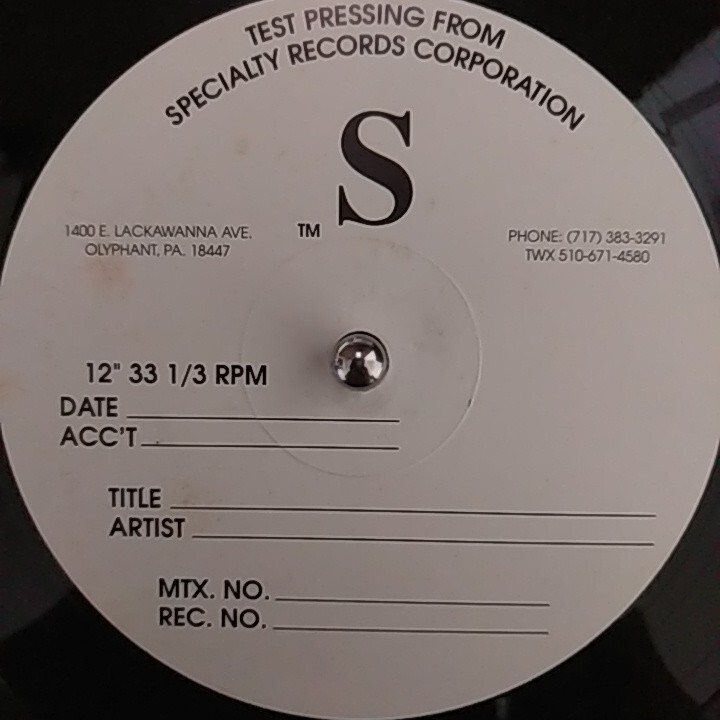 TEST PRESSING FROM
SPECIALTY RECORDS CORPORATION
S
TM
1400 E. LACKAWANNA AVE.
OLYPHANT, PA. 18447
PHONE: (717) 383-3291
TWX 510-671-4580
12" 33 1/3 RPM
DATE
ACC'T
TITLE
ARTIST
MTX. NO.
REC. NO.